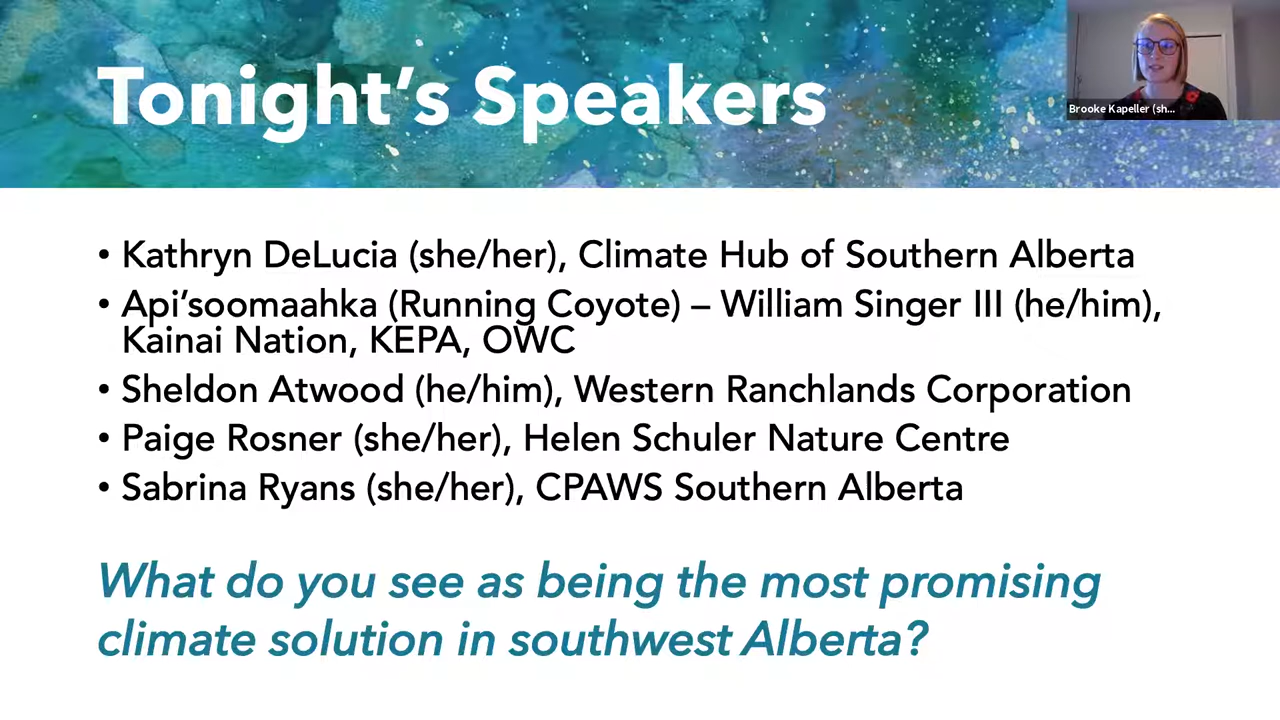 Tonight's Speakers
Brooke Kapeller (sh...
• Kathryn DeLucia (she/her), Climate Hub of Southern Alberta
• Api'soomaahka (Running Coyote) – William Singer III (he/him),
Kainai Nation, KEPA, OWC
• Sheldon Atwood (he/him), Western Ranchlands Corporation
• Paige Rosner (she/her), Helen Schuler Nature Centre
• Sabrina Ryans (she/her), CPAWS Southern Alberta
What do you see as being the most promising
climate solution in southwest Alberta?